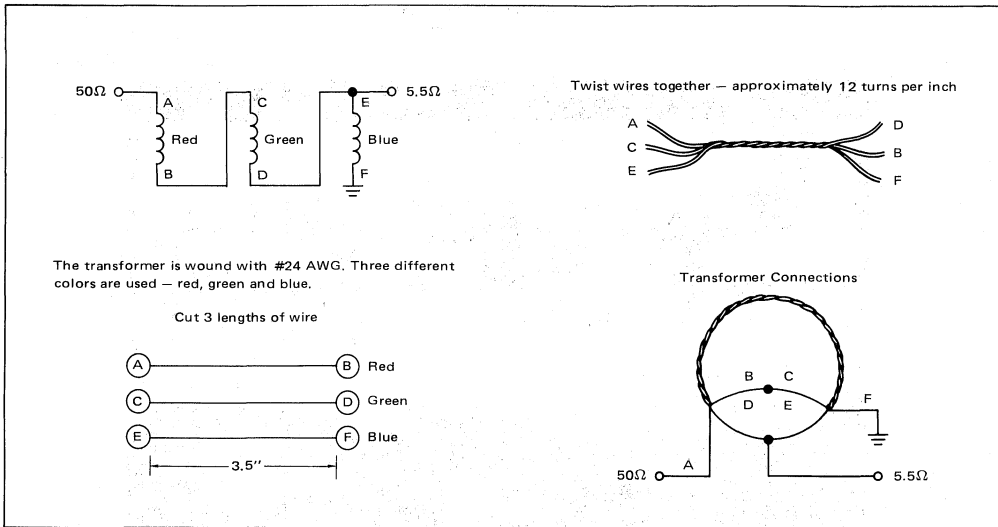 50Ω A C E 5.5Ω
Red Green Blue
B D F
Twist wires together – approximately 12 turns per inch
A D
C B
E F
The transformer is wound with #24 AWG. Three different
colors are used – red, green and blue.
Cut 3 lengths of wire
A B Red
C D Green
E F Blue
3.5"
Transformer Connections
B C
D E F
A
50Ω 5.5Ω